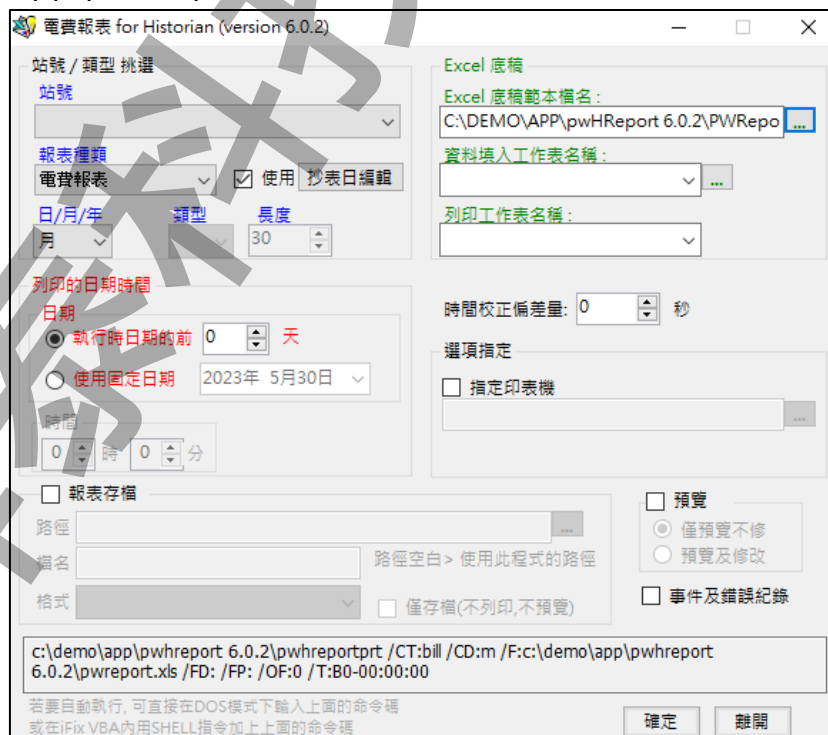 電費報表 for Historian (version 6.0.2)
站號 / 類型 挑選
站號
報表種類
電費報表
使用
抄表日編輯
日/月/年
類型
長度
月
30
Excel 底稿
Excel 底稿範本檔名 :
C:\DEMO\APP\pwHReport 6.0.2\PWRepo
...
資料填入工作表名稱 :
...
列印工作表名稱 :
列印的日期時間
日期
執行時日期的前 0 天
使用固定日期 2023年 5月30日
時間
0 時 0 分
時間校正偏差量: 0 秒
選項指定
指定印表機
...
報表存檔
路徑
...
檔名
路徑空白> 使用此程式的路徑
格式
僅存檔(不列印,不預覽)
預覽
僅預覽不修
預覽及修改
事件及錯誤紀錄
c:\demo\app\pwhreport 6.0.2\pwhreportprt /CT:bill /CD:m /F:c:\demo\app\pwhreport
6.0.2\pwreport.xls /FD: /FP: /OF:0 /T:B0-00:00:00
若要自動執行, 可直接在DOS模式下輸入上面的命令碼
或在iFix VBA內用SHELL指令加上上面的命令碼
確定
離開